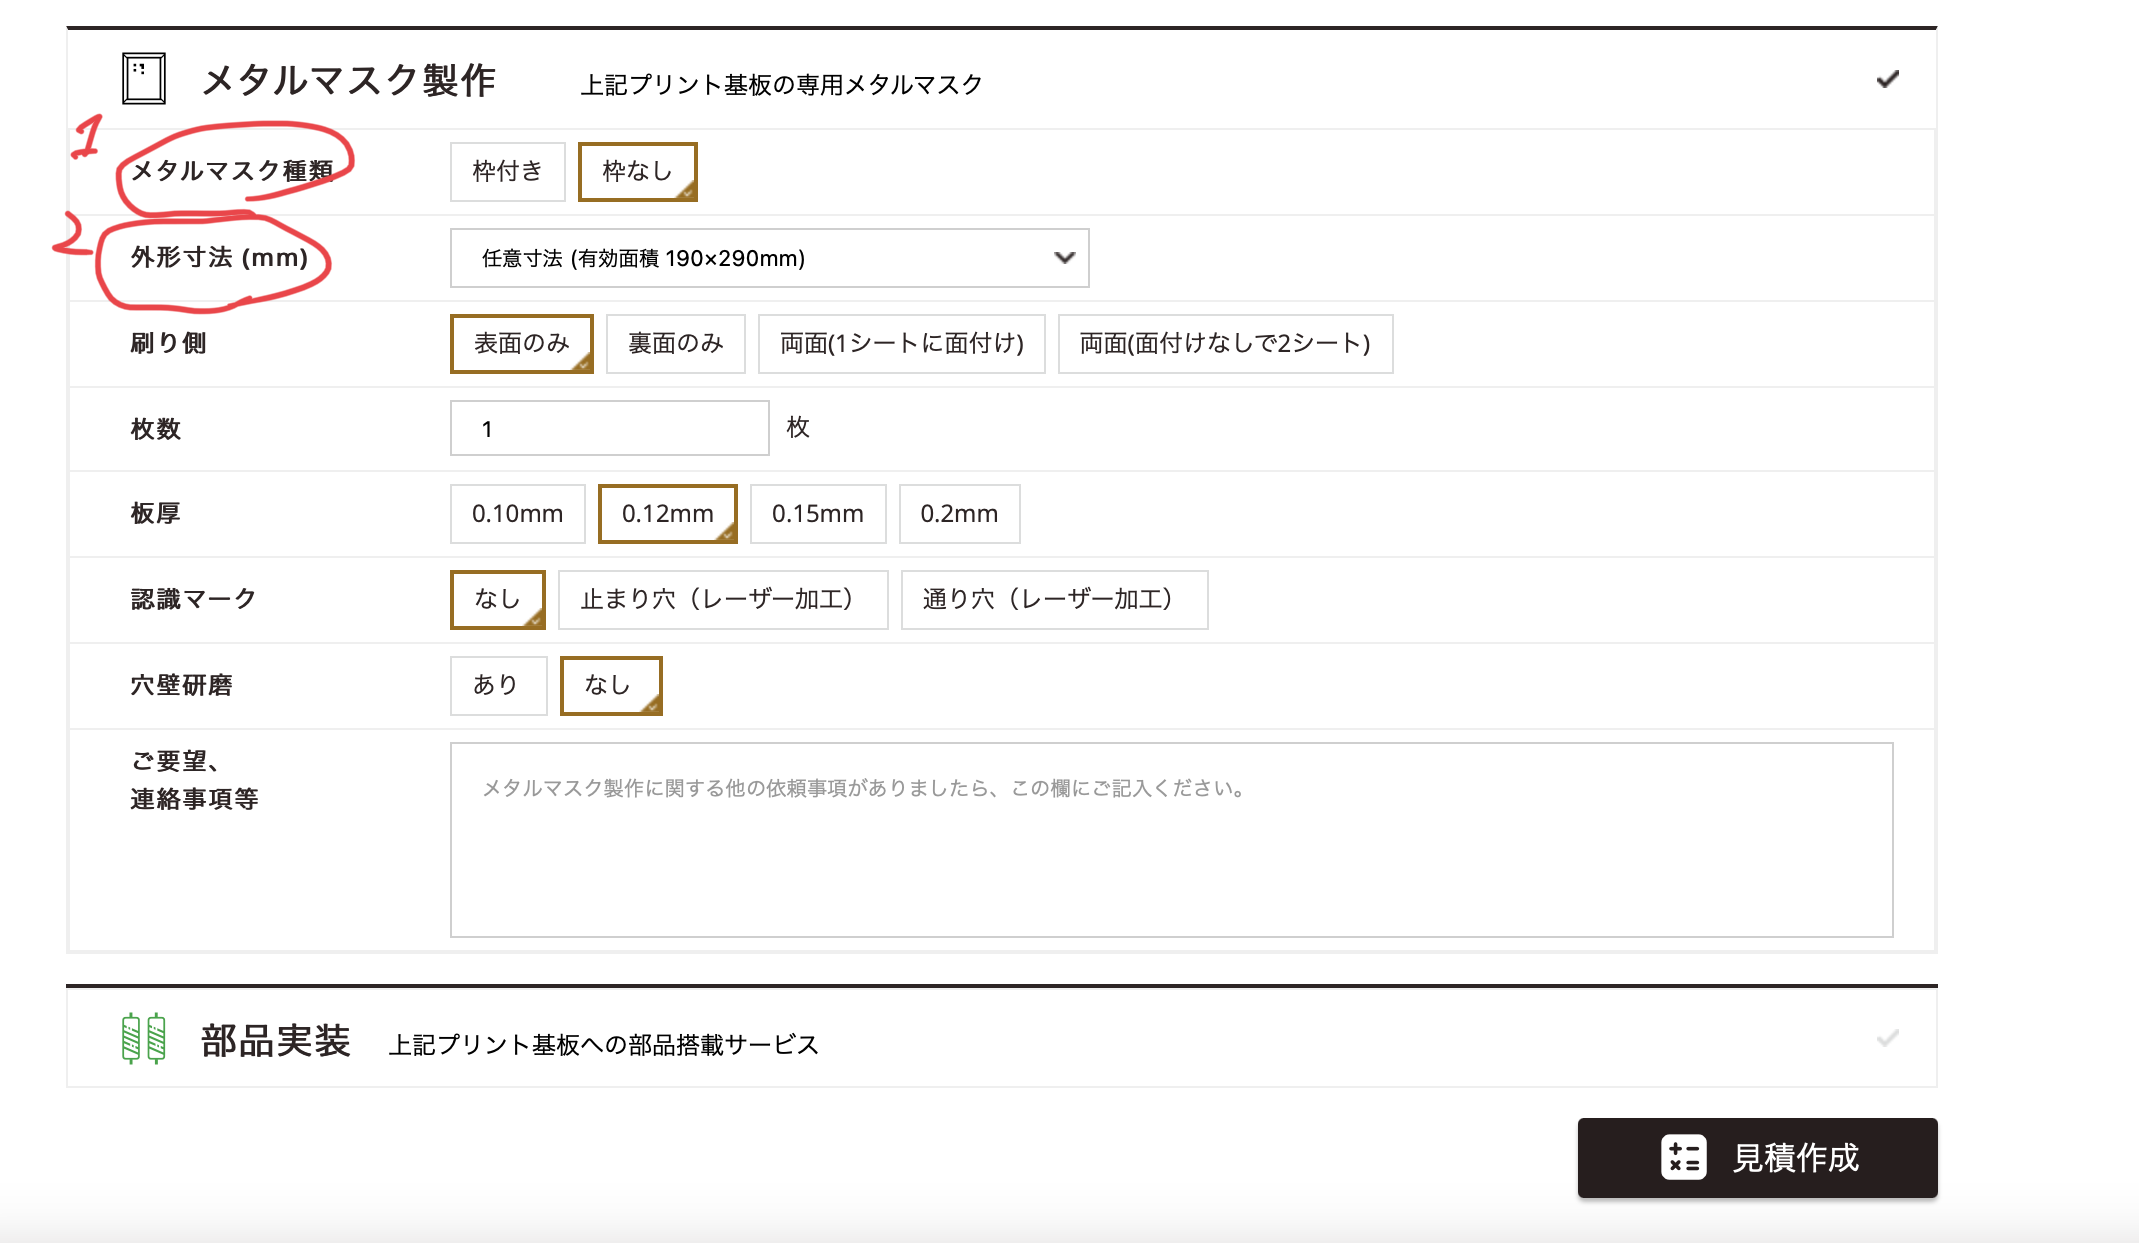 メタルマスク製作 上記プリント基板の専用メタルマスク
1
メタルマスク種類 枠付き 枠なし
2
外形寸法 (mm) 任意寸法 (有効面積 190×290mm)
刷り側 表面のみ 裏面のみ 両面(1シートに面付け) 両面(面付けなしで2シート)
枚数 1 枚
板厚 0.10mm 0.12mm 0.15mm 0.2mm
認識マーク なし 止まり穴（レーザー加工） 通り穴（レーザー加工）
穴壁研磨 あり なし
ご要望、
連絡事項等
メタルマスク製作に関する他の依頼事項がありましたら、この欄にご記入ください。
部品実装 上記プリント基板への部品搭載サービス
見積作成